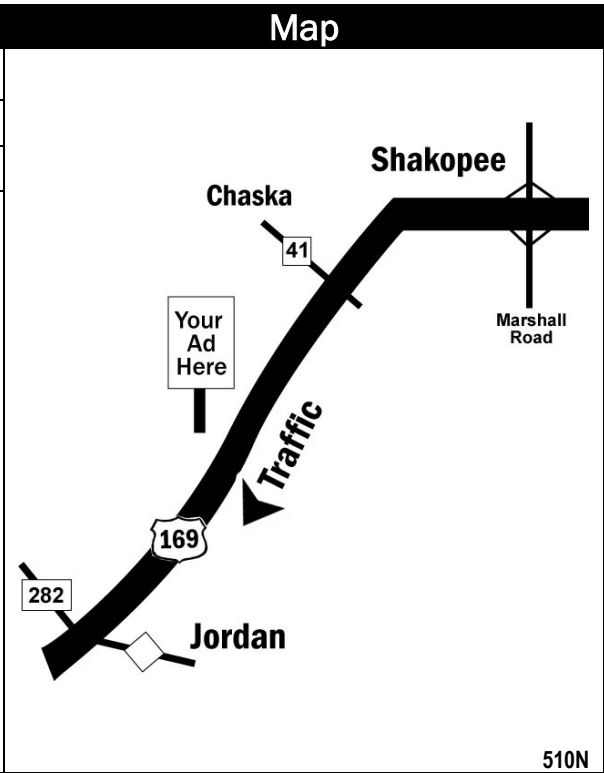 Map
Shakopee
Chaska
41
Marshall
Road
Your
Ad
Here
Traffic
169
282
Jordan
510N